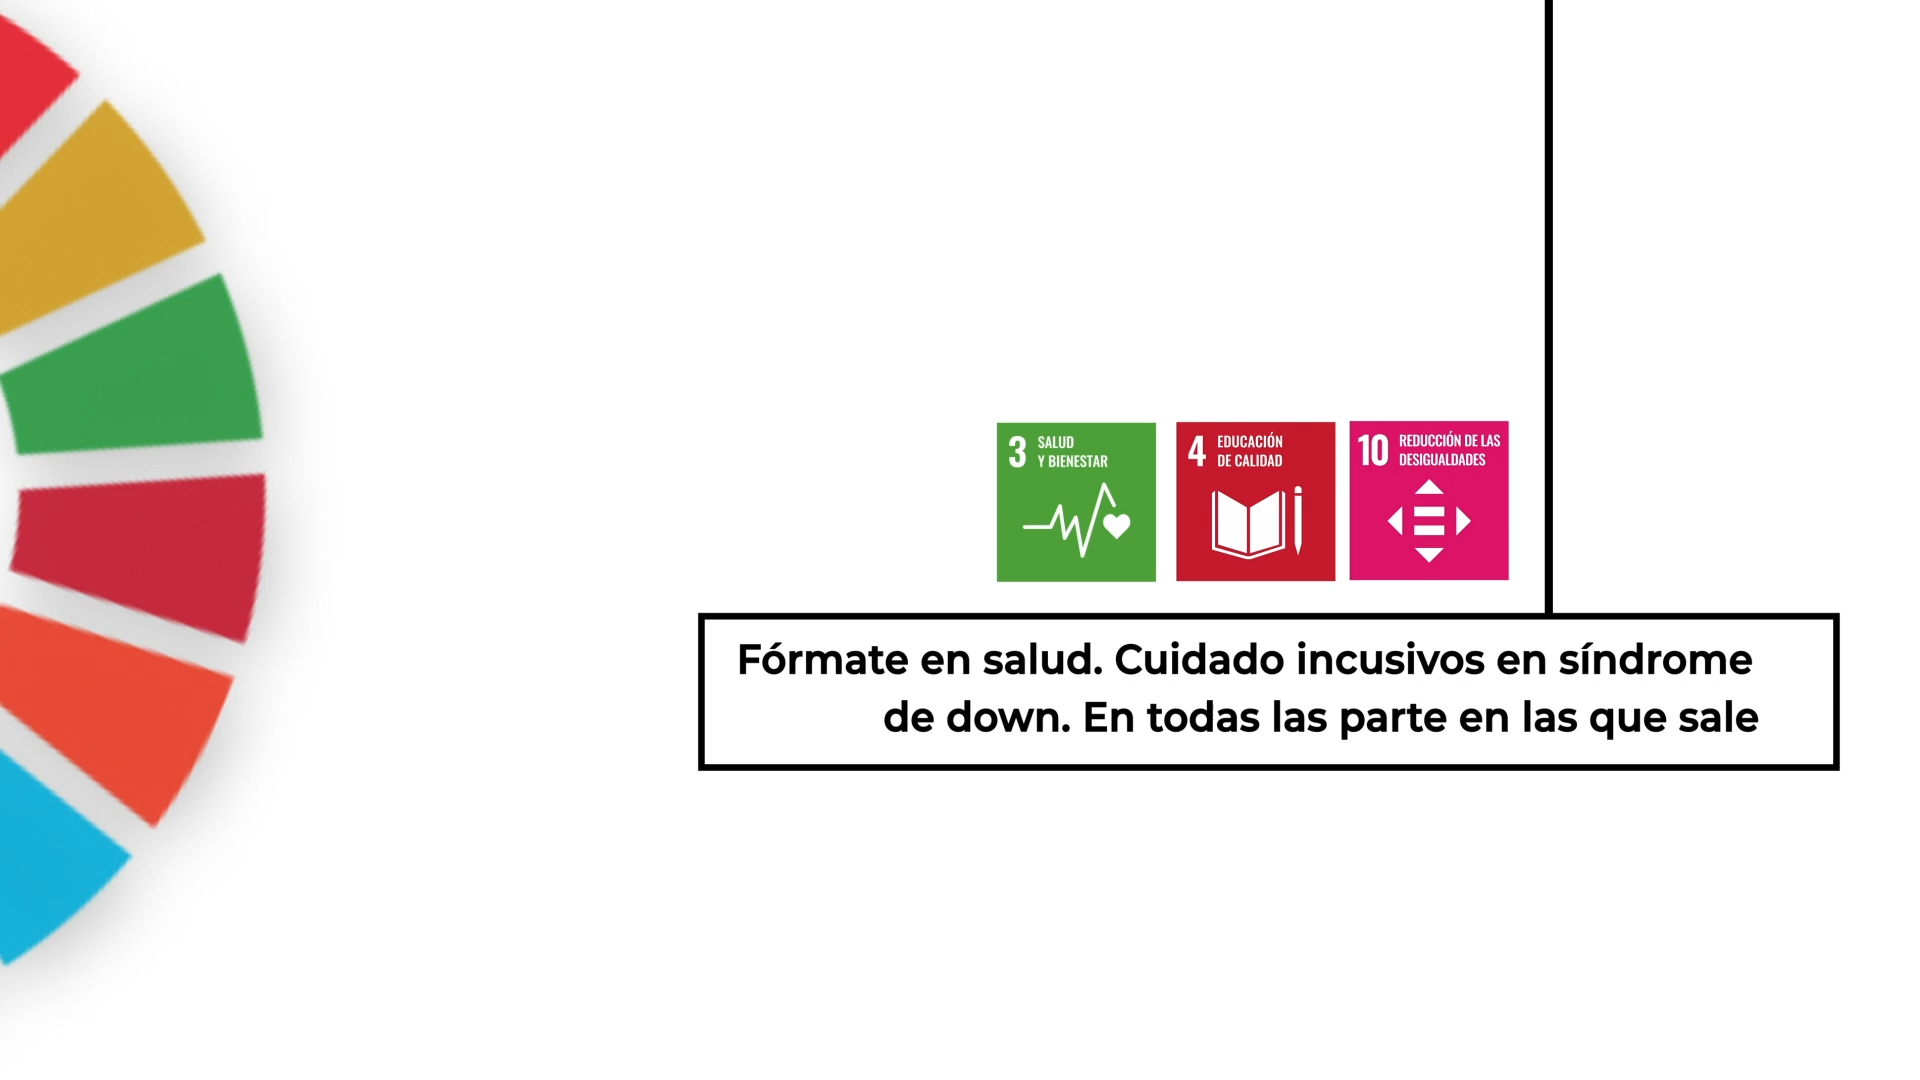 3 SALUD
Y BIENESTAR
4 EDUCACIÓN
DE CALIDAD
10 REDUCCIÓN DE LAS
DESIGUALDADES
Fórmate en salud. Cuidado incusivos en síndrome
de down. En todas las parte en las que sale